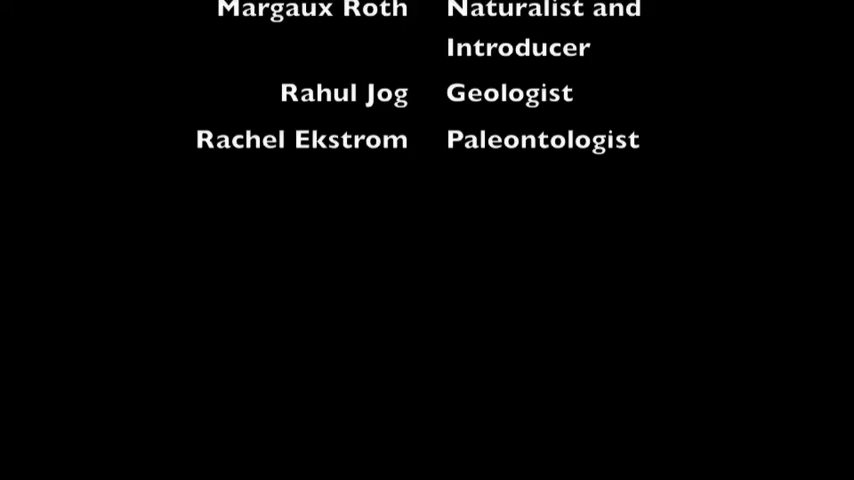 Margaux Roth Naturalist and
Introducer
Rahul Jog Geologist
Rachel Ekstrom Paleontologist